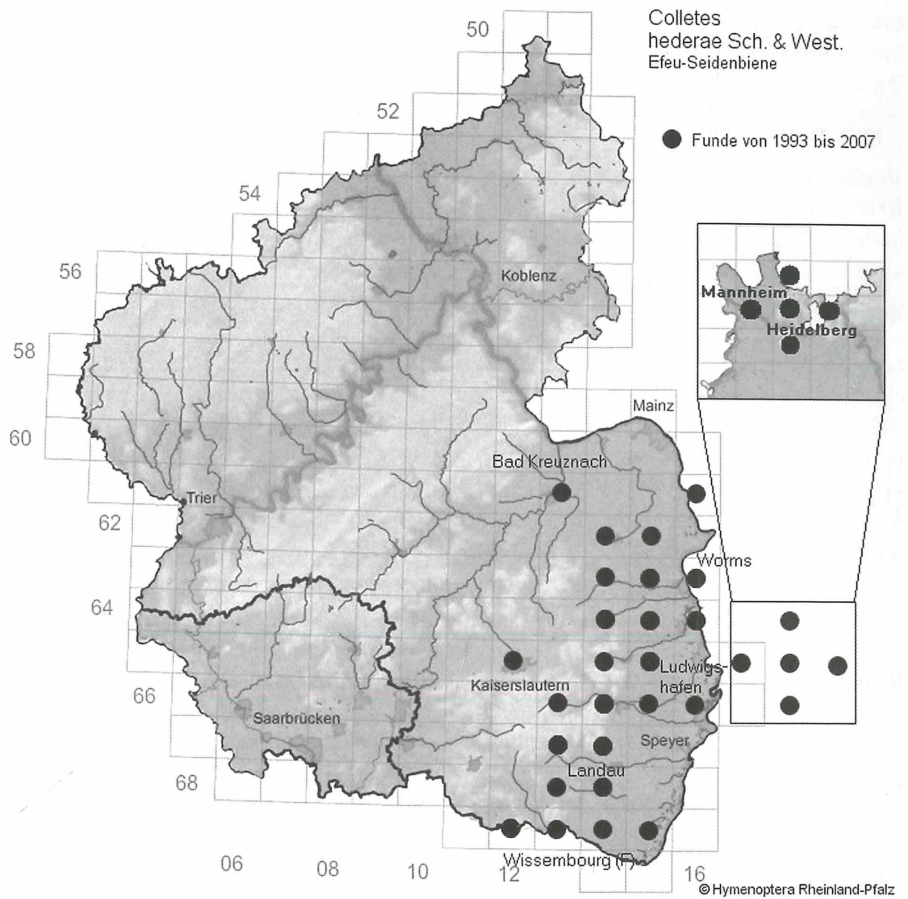 Colletes
hederae Sch. & West.
Efeu-Seidenbiene
Funde von 1993 bis 2007
50
52
54
56
58
60
62
64
66
68
06
08
10
12
16
Koblenz
Mannheim
Heidelberg
Mainz
Bad Kreuznach
Trier
Worms
Ludwigs-
hafen
Kaiserslautern
Saarbrücken
Speyer
Landau
Wissembourg (F)
© Hymenoptera Rheinland-Pfalz